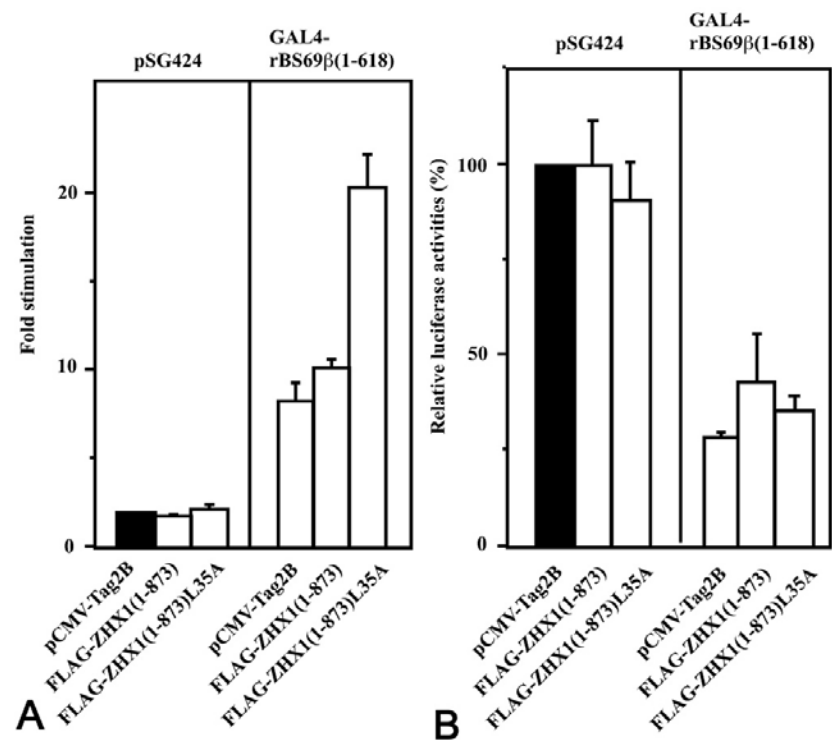 pSG424
GAL4-
rBS69β(1-618)
Fold stimulation
20
10
0
pCMV-Tag2B
FLAG-ZHX1(1-873)
FLAG-ZHX1(1-873)L35A
pCMV-Tag2B
FLAG-ZHX1(1-873)
FLAG-ZHX1(1-873)L35A
A
pSG424
GAL4-
rBS69β(1-618)
Relative luciferase activities (%)
100
50
0
pCMV-Tag2B
FLAG-ZHX1(1-873)
FLAG-ZHX1(1-873)L35A
pCMV-Tag2B
FLAG-ZHX1(1-873)
FLAG-ZHX1(1-873)L35A
B